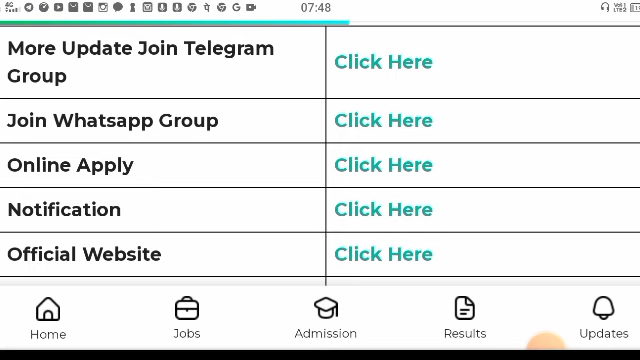 07:48
More Update Join Telegram
Group
Click Here
Join Whatsapp Group
Click Here
Online Apply
Click Here
Notification
Click Here
Official Website
Click Here
Home
Jobs
Admission
Results
Updates